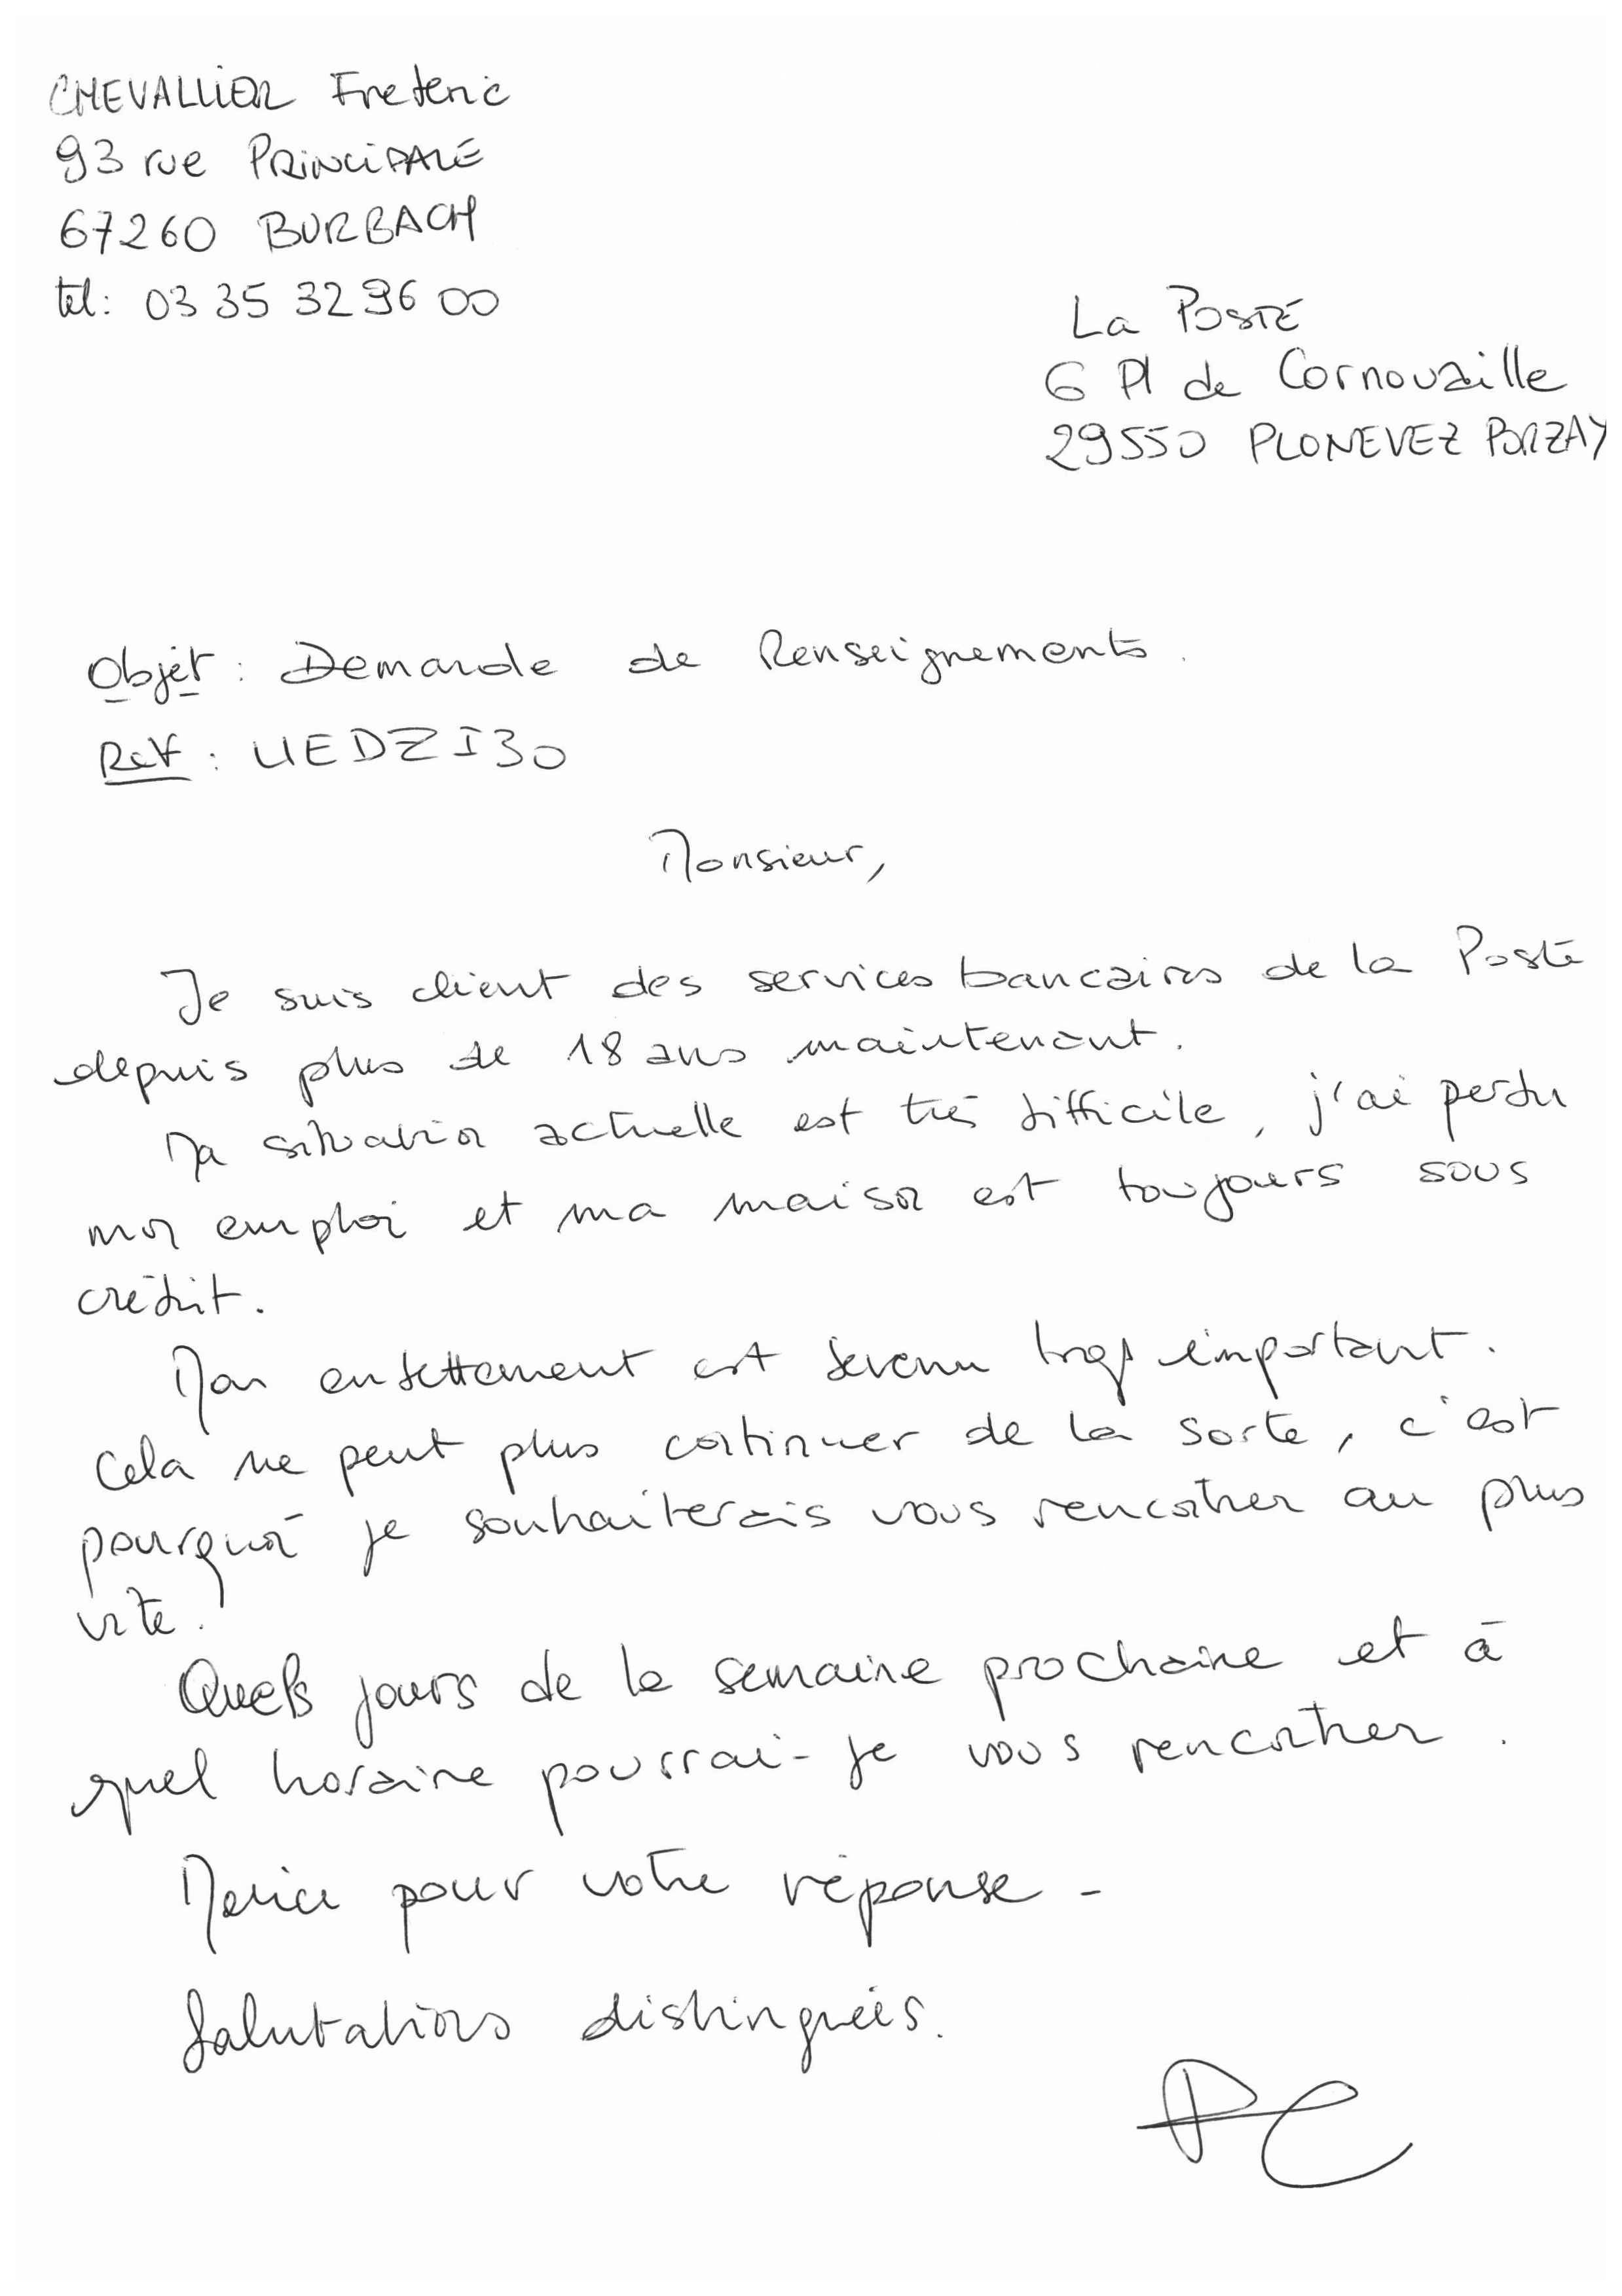 CHEVALLIER Frederic
93 rue PRINCIPALE
67260 BURBACH
tel: 03 35 32 96 00
La POSTE
6 Pl de Cornouaille
29550 PLONEVEZ PORZAY
Objet : Demande de Renseignements.
Ref : UEDZI30
Monsieur,
Je suis client des services bancaires de la Poste
depuis plus de 18 ans maintenant.
Ma situation actuelle est très difficile, j'ai perdu
mon emploi et ma maison est toujours sous
crédit.
Mon endettement est devenu trop important.
Cela ne peut plus continuer de la sorte, c'est
pourquoi je souhaiterais vous rencontrer au plus
vite.
Quels jours de la semaine prochaine et à
quel horaire pourrai-je vous rencontrer.
Merci pour votre réponse -
Salutations distinguées.
FC